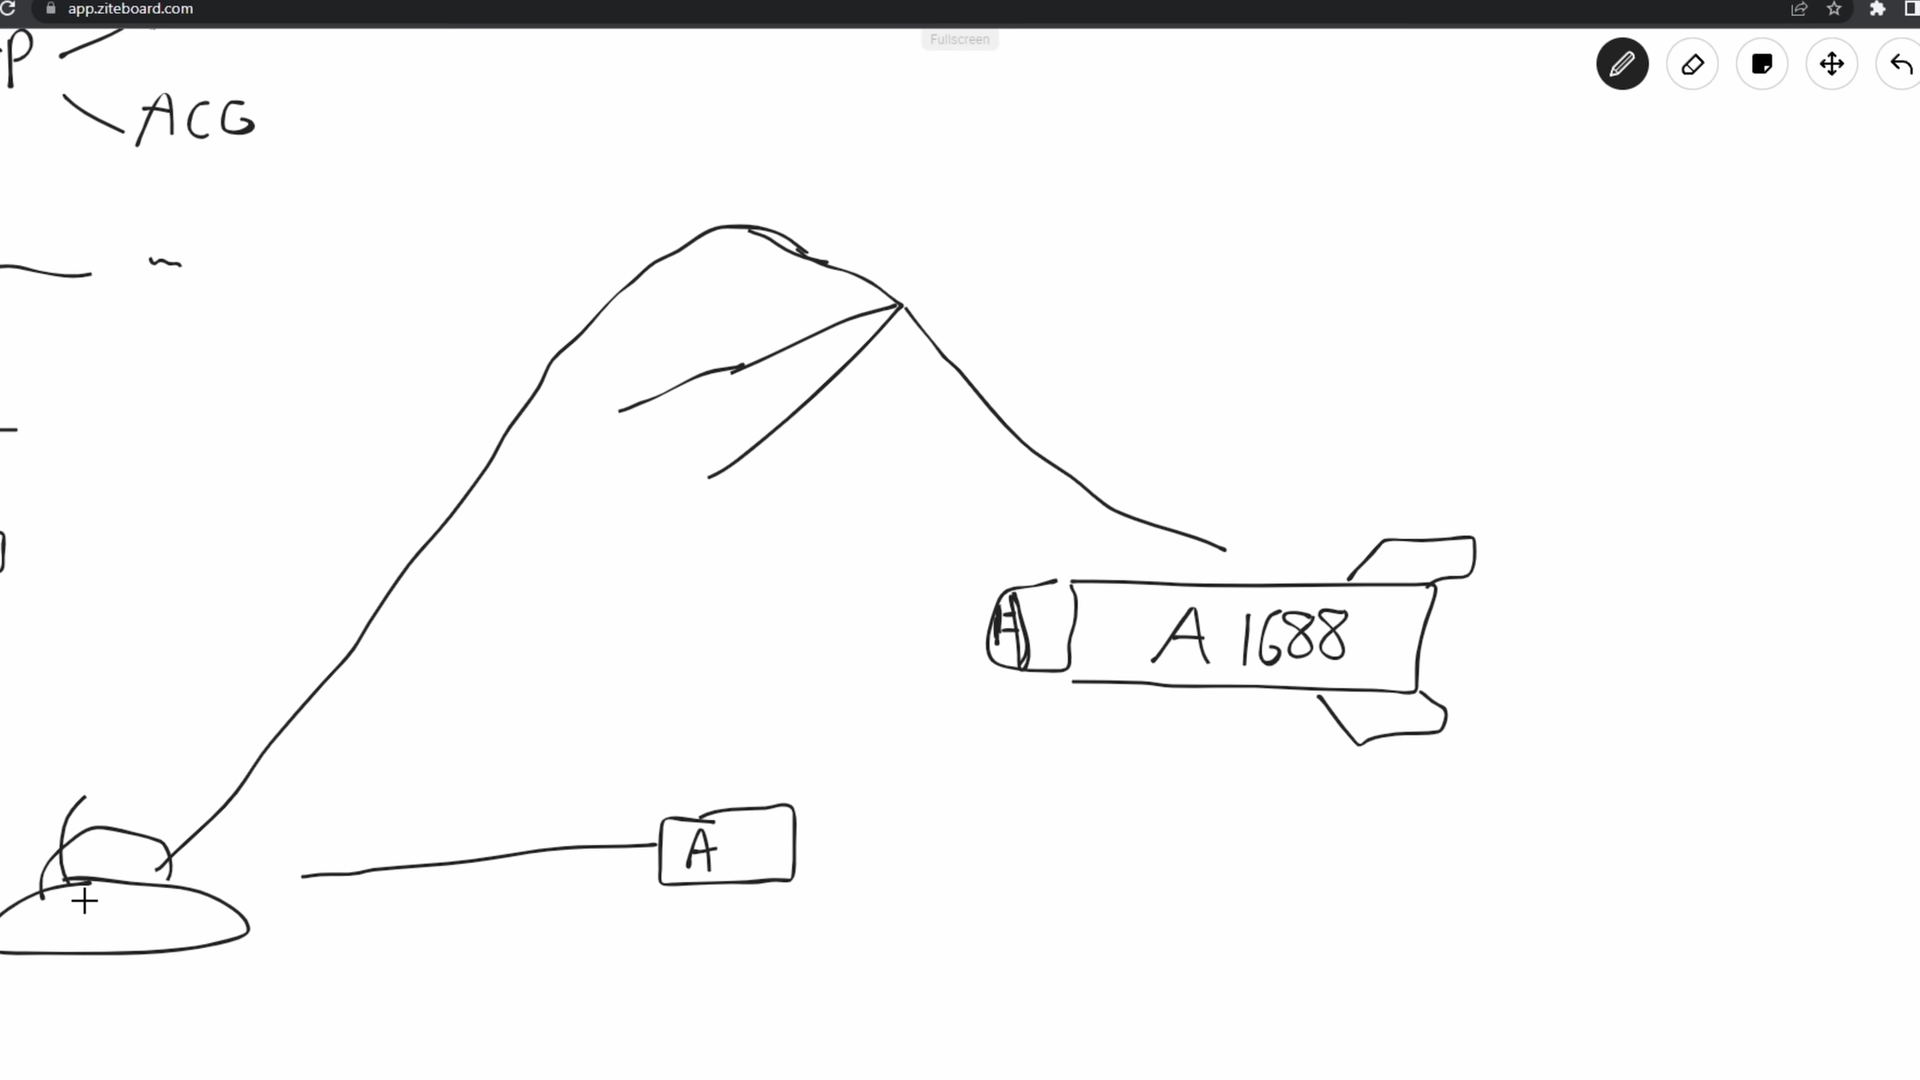 app.ziteboard.com
Fullscreen
P
ACG
A
A 1688
A